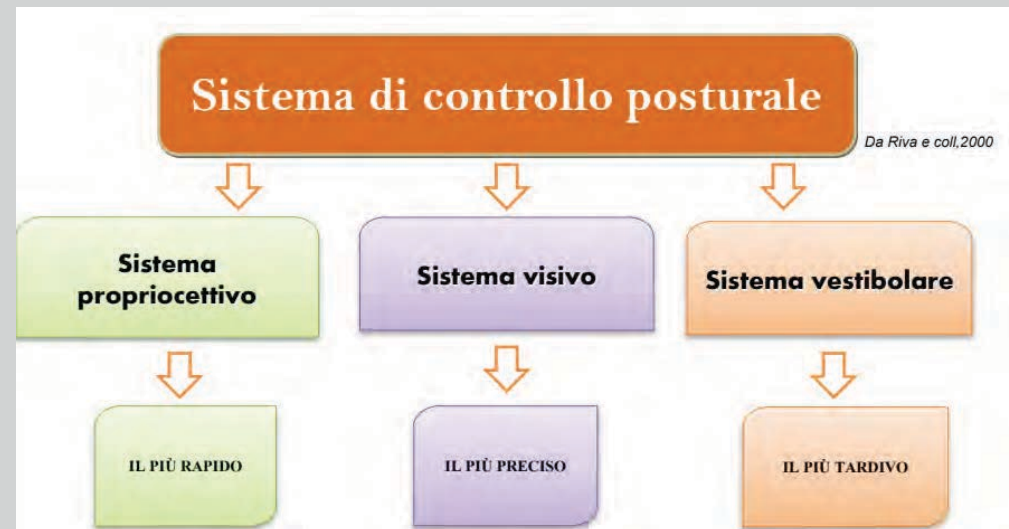 Sistema di controllo posturale
Da Riva e coll,2000
Sistema
propriocettivo
Sistema visivo
Sistema vestibolare
IL PIÙ RAPIDO
IL PIÙ PRECISO
IL PIÙ TARDIVO